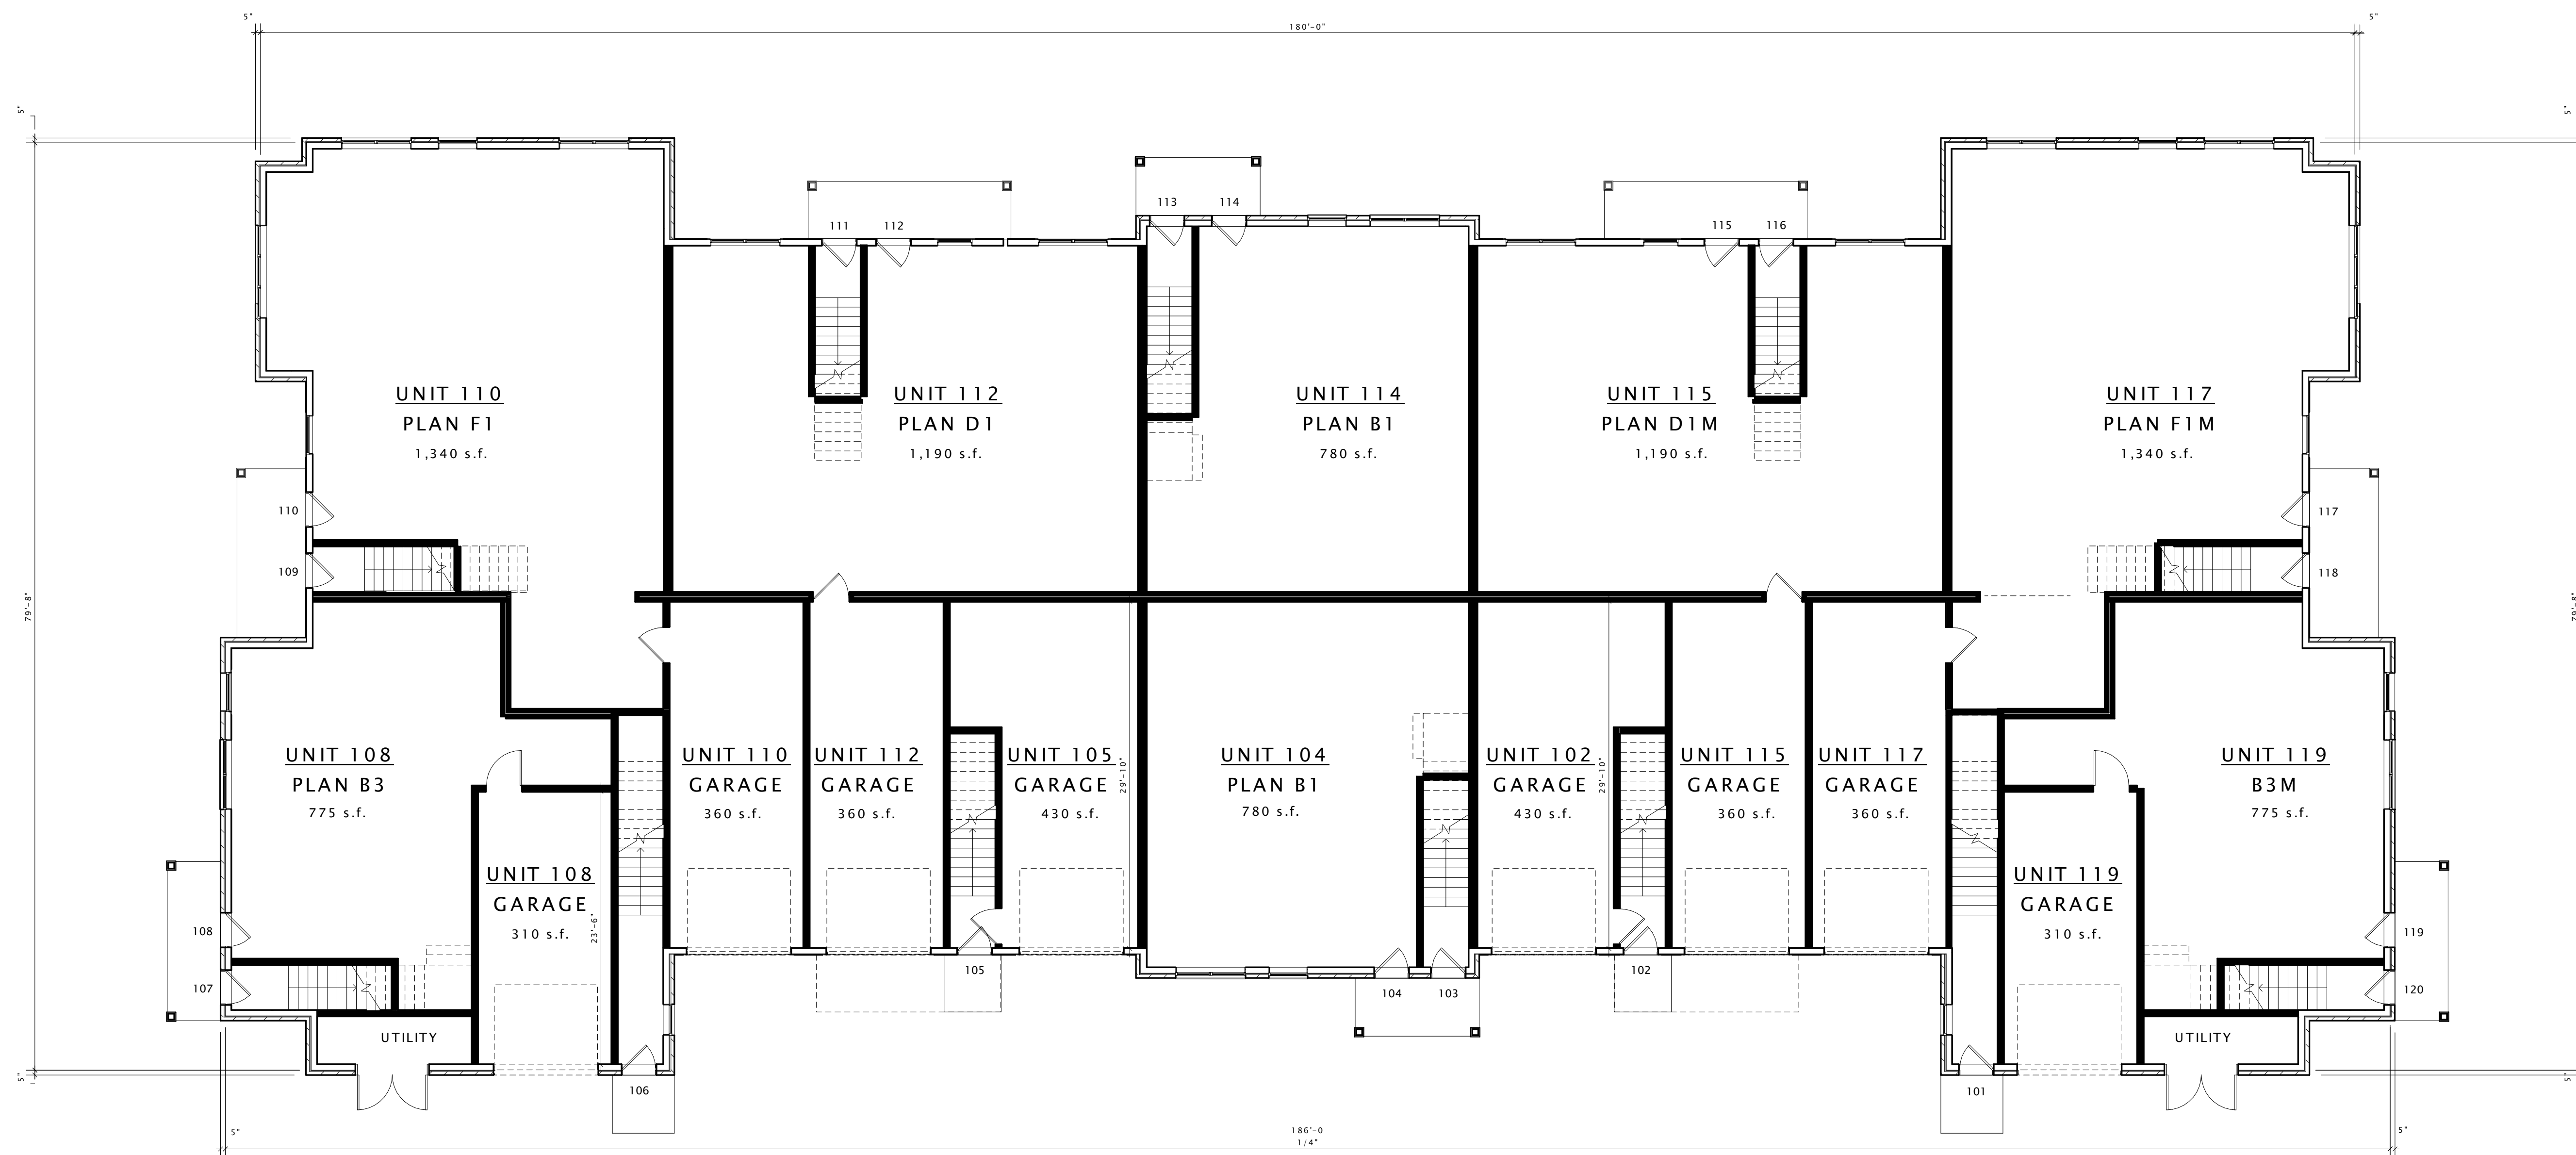 5"
180'-0"
5"
5"
5"
113
114
111
112
115
116
UNIT 110
PLAN F1
1,340 s.f.
UNIT 112
PLAN D1
1,190 s.f.
UNIT 114
PLAN B1
780 s.f.
UNIT 115
PLAN D1M
1,190 s.f.
UNIT 117
PLAN F1M
1,340 s.f.
110
109
117
118
79'-8"
79'-8"
UNIT 108
PLAN B3
775 s.f.
UNIT 110
GARAGE
360 s.f.
UNIT 112
GARAGE
360 s.f.
UNIT 105
GARAGE
430 s.f.
29'-10"
UNIT 104
PLAN B1
780 s.f.
UNIT 102
GARAGE
430 s.f.
29'-10"
UNIT 115
GARAGE
360 s.f.
UNIT 117
GARAGE
360 s.f.
UNIT 119
B3M
775 s.f.
UNIT 108
GARAGE
310 s.f.
23'-6"
UNIT 119
GARAGE
310 s.f.
108
107
119
120
105
104
103
102
UTILITY
UTILITY
106
101
5"
5"
5"
186'-0
1/4"
5"